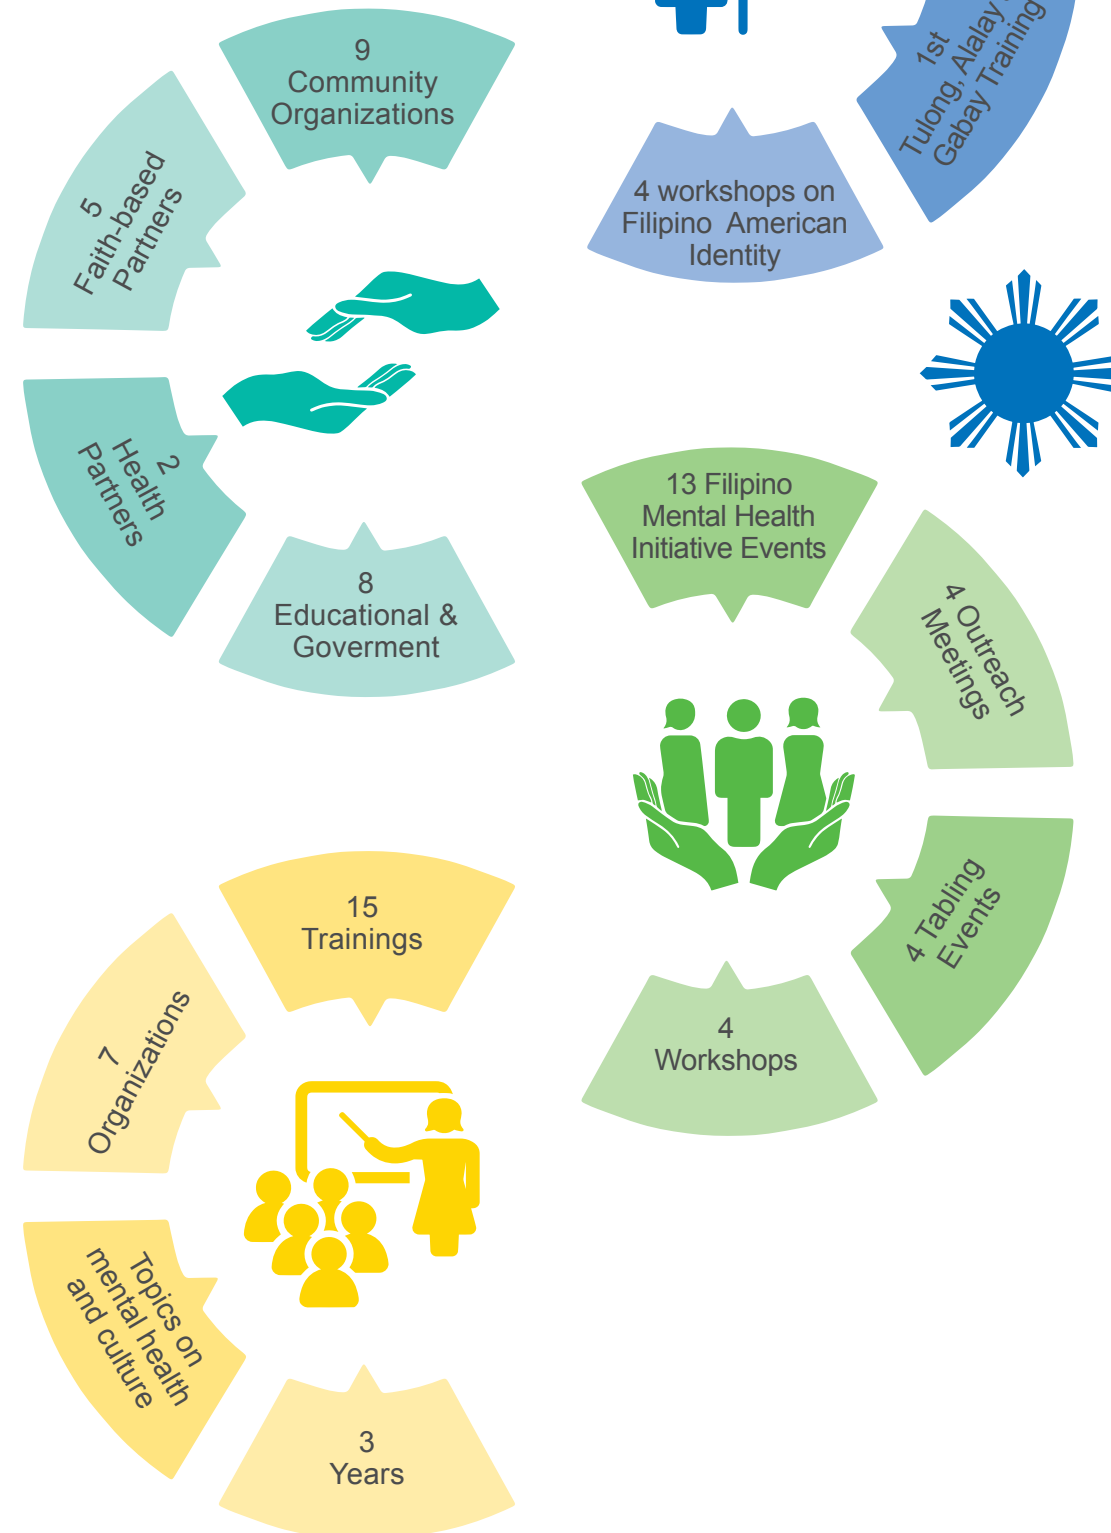 9
Community
Organizations
5
Faith-based
Partners
2
Health
Partners
8
Educational &
Goverment
1st
Tulong, Alalay
Gabay Training
4 workshops on
Filipino American
Identity
13 Filipino
Mental Health
Initiative Events
4 Outreach
Meetings
4 Tabling
Events
4
Workshops
15
Trainings
7
Organizations
Topics on
mental health
and culture
3
Years